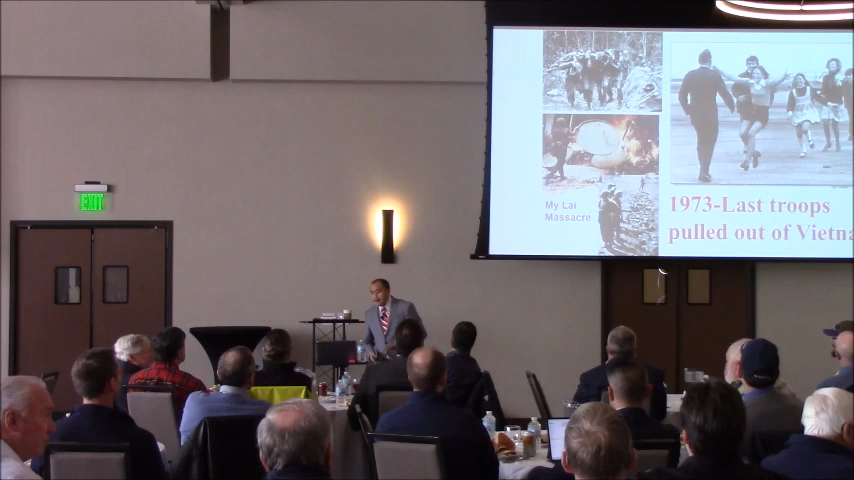 EXIT
My Lai
Massacre
1973-Last troops
pulled out of Vietna